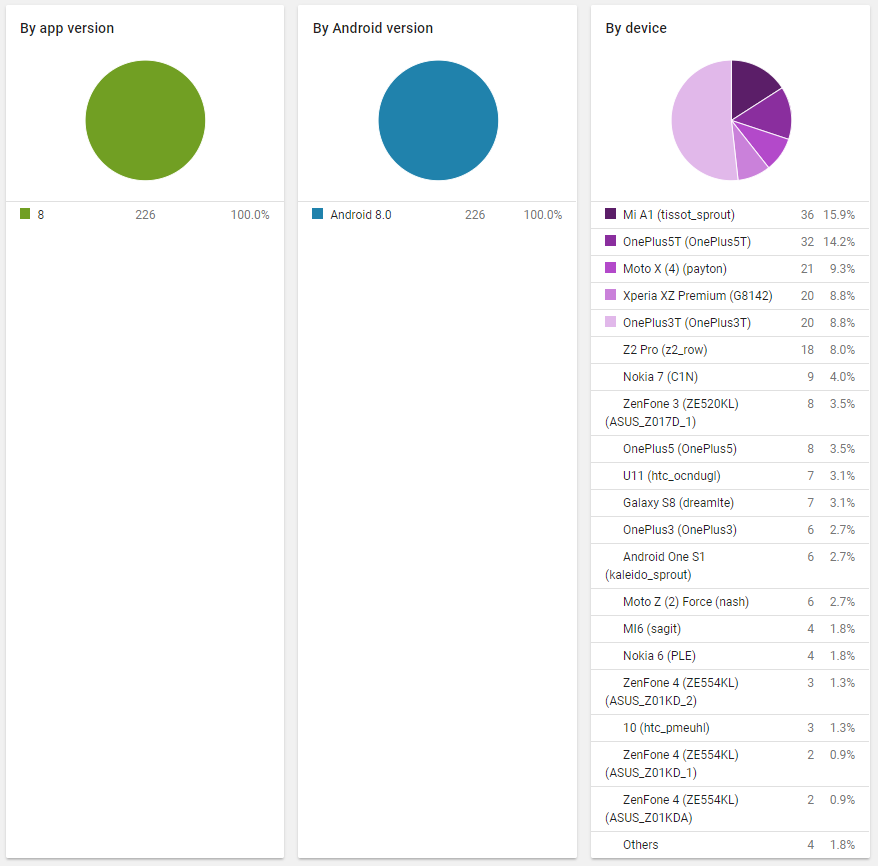 By app version
8 226 100.0%
By Android version
Android 8.0 226 100.0%
By device
Mi A1 (tissot_sprout) 36 15.9%
OnePlus5T (OnePlus5T) 32 14.2%
Moto X (4) (payton) 21 9.3%
Xperia XZ Premium (G8142) 20 8.8%
OnePlus3T (OnePlus3T) 20 8.8%
Z2 Pro (z2_row) 18 8.0%
Nokia 7 (C1N) 9 4.0%
ZenFone 3 (ZE520KL) 8 3.5%
(ASUS_Z017D_1)
OnePlus5 (OnePlus5) 8 3.5%
U11 (htc_ocndugl) 7 3.1%
Galaxy S8 (dreamlte) 7 3.1%
OnePlus3 (OnePlus3) 6 2.7%
Android One S1 6 2.7%
(kaleido_sprout)
Moto Z (2) Force (nash) 6 2.7%
MI6 (sagit) 4 1.8%
Nokia 6 (PLE) 4 1.8%
ZenFone 4 (ZE554KL) 3 1.3%
(ASUS_Z01KD_2)
10 (htc_pmeuhl) 3 1.3%
ZenFone 4 (ZE554KL) 2 0.9%
(ASUS_Z01KD_1)
ZenFone 4 (ZE554KL) 2 0.9%
(ASUS_Z01KDA)
Others 4 1.8%